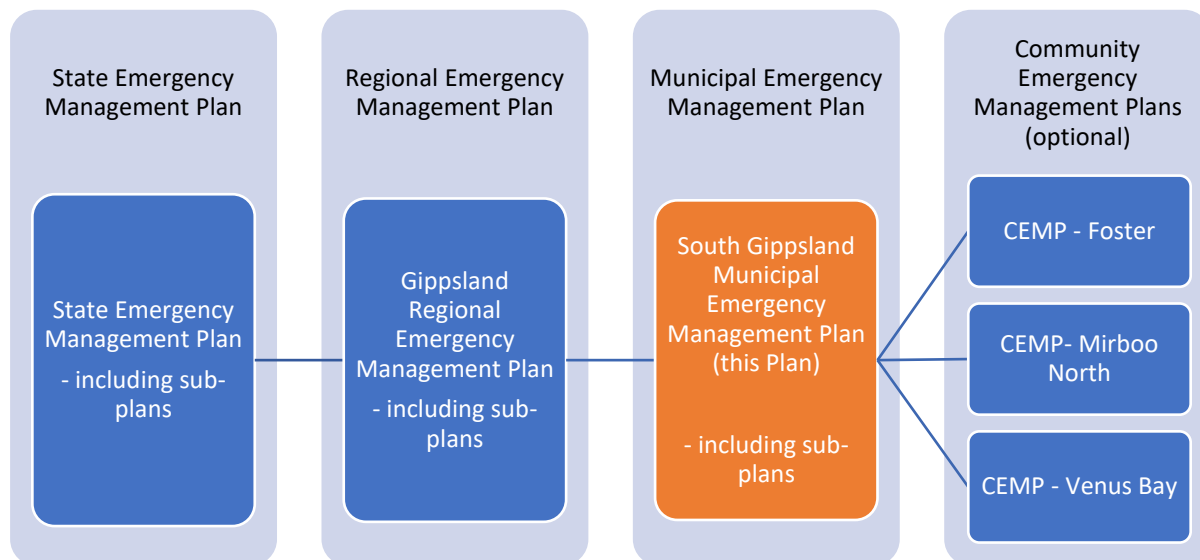 State Emergency
Management Plan
State Emergency
Management Plan
- including sub-
plans
Regional Emergency
Management Plan
Gippsland
Regional
Emergency
Management Plan
- including sub-
plans
Municipal Emergency
Management Plan
South Gippsland
Municipal
Emergency
Management Plan
(this Plan)
- including sub-
plans
Community
Emergency
Management Plans
(optional)
CEMP - Foster
CEMP- Mirboo
North
CEMP - Venus Bay